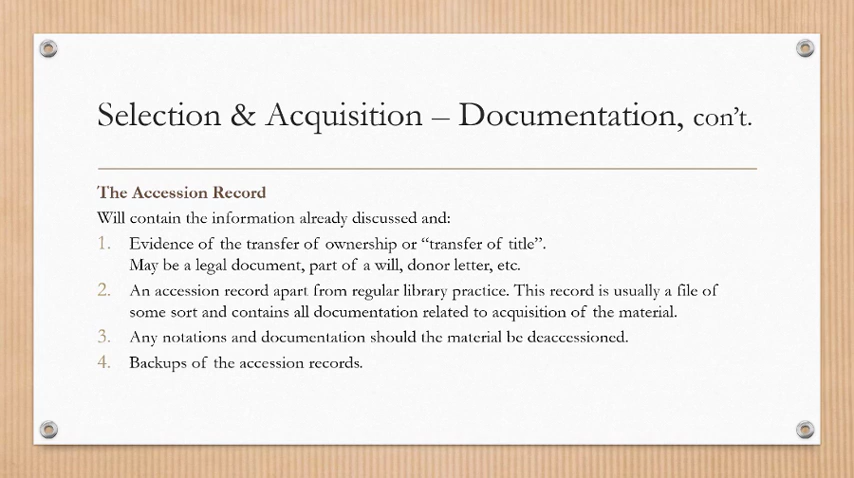 Selection & Acquisition – Documentation, con’t.
The Accession Record
Will contain the information already discussed and:
1. Evidence of the transfer of ownership or “transfer of title”.
May be a legal document, part of a will, donor letter, etc.
2. An accession record apart from regular library practice. This record is usually a file of
some sort and contains all documentation related to acquisition of the material.
3. Any notations and documentation should the material be deaccessioned.
4. Backups of the accession records.